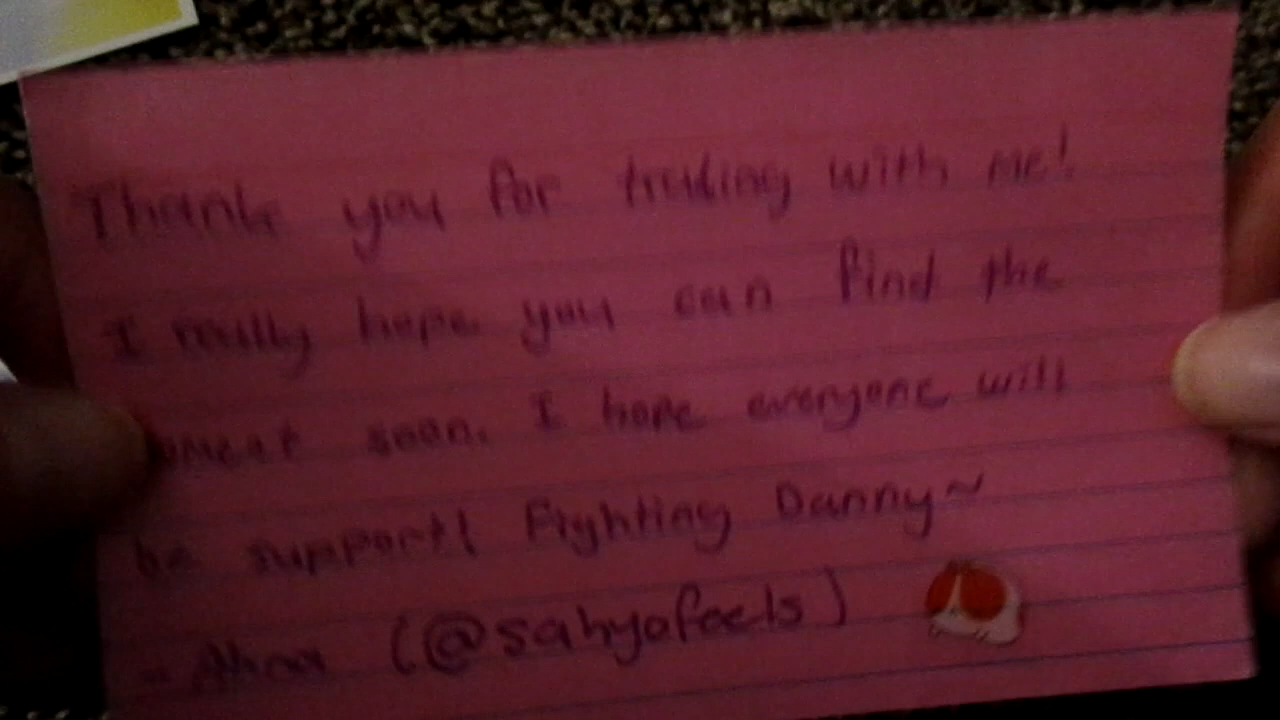 Thank you for trading with me!
I really hope you can find the
soon. I hope everyone will
be support! Fighting Danny~
- (@sahyofeels)